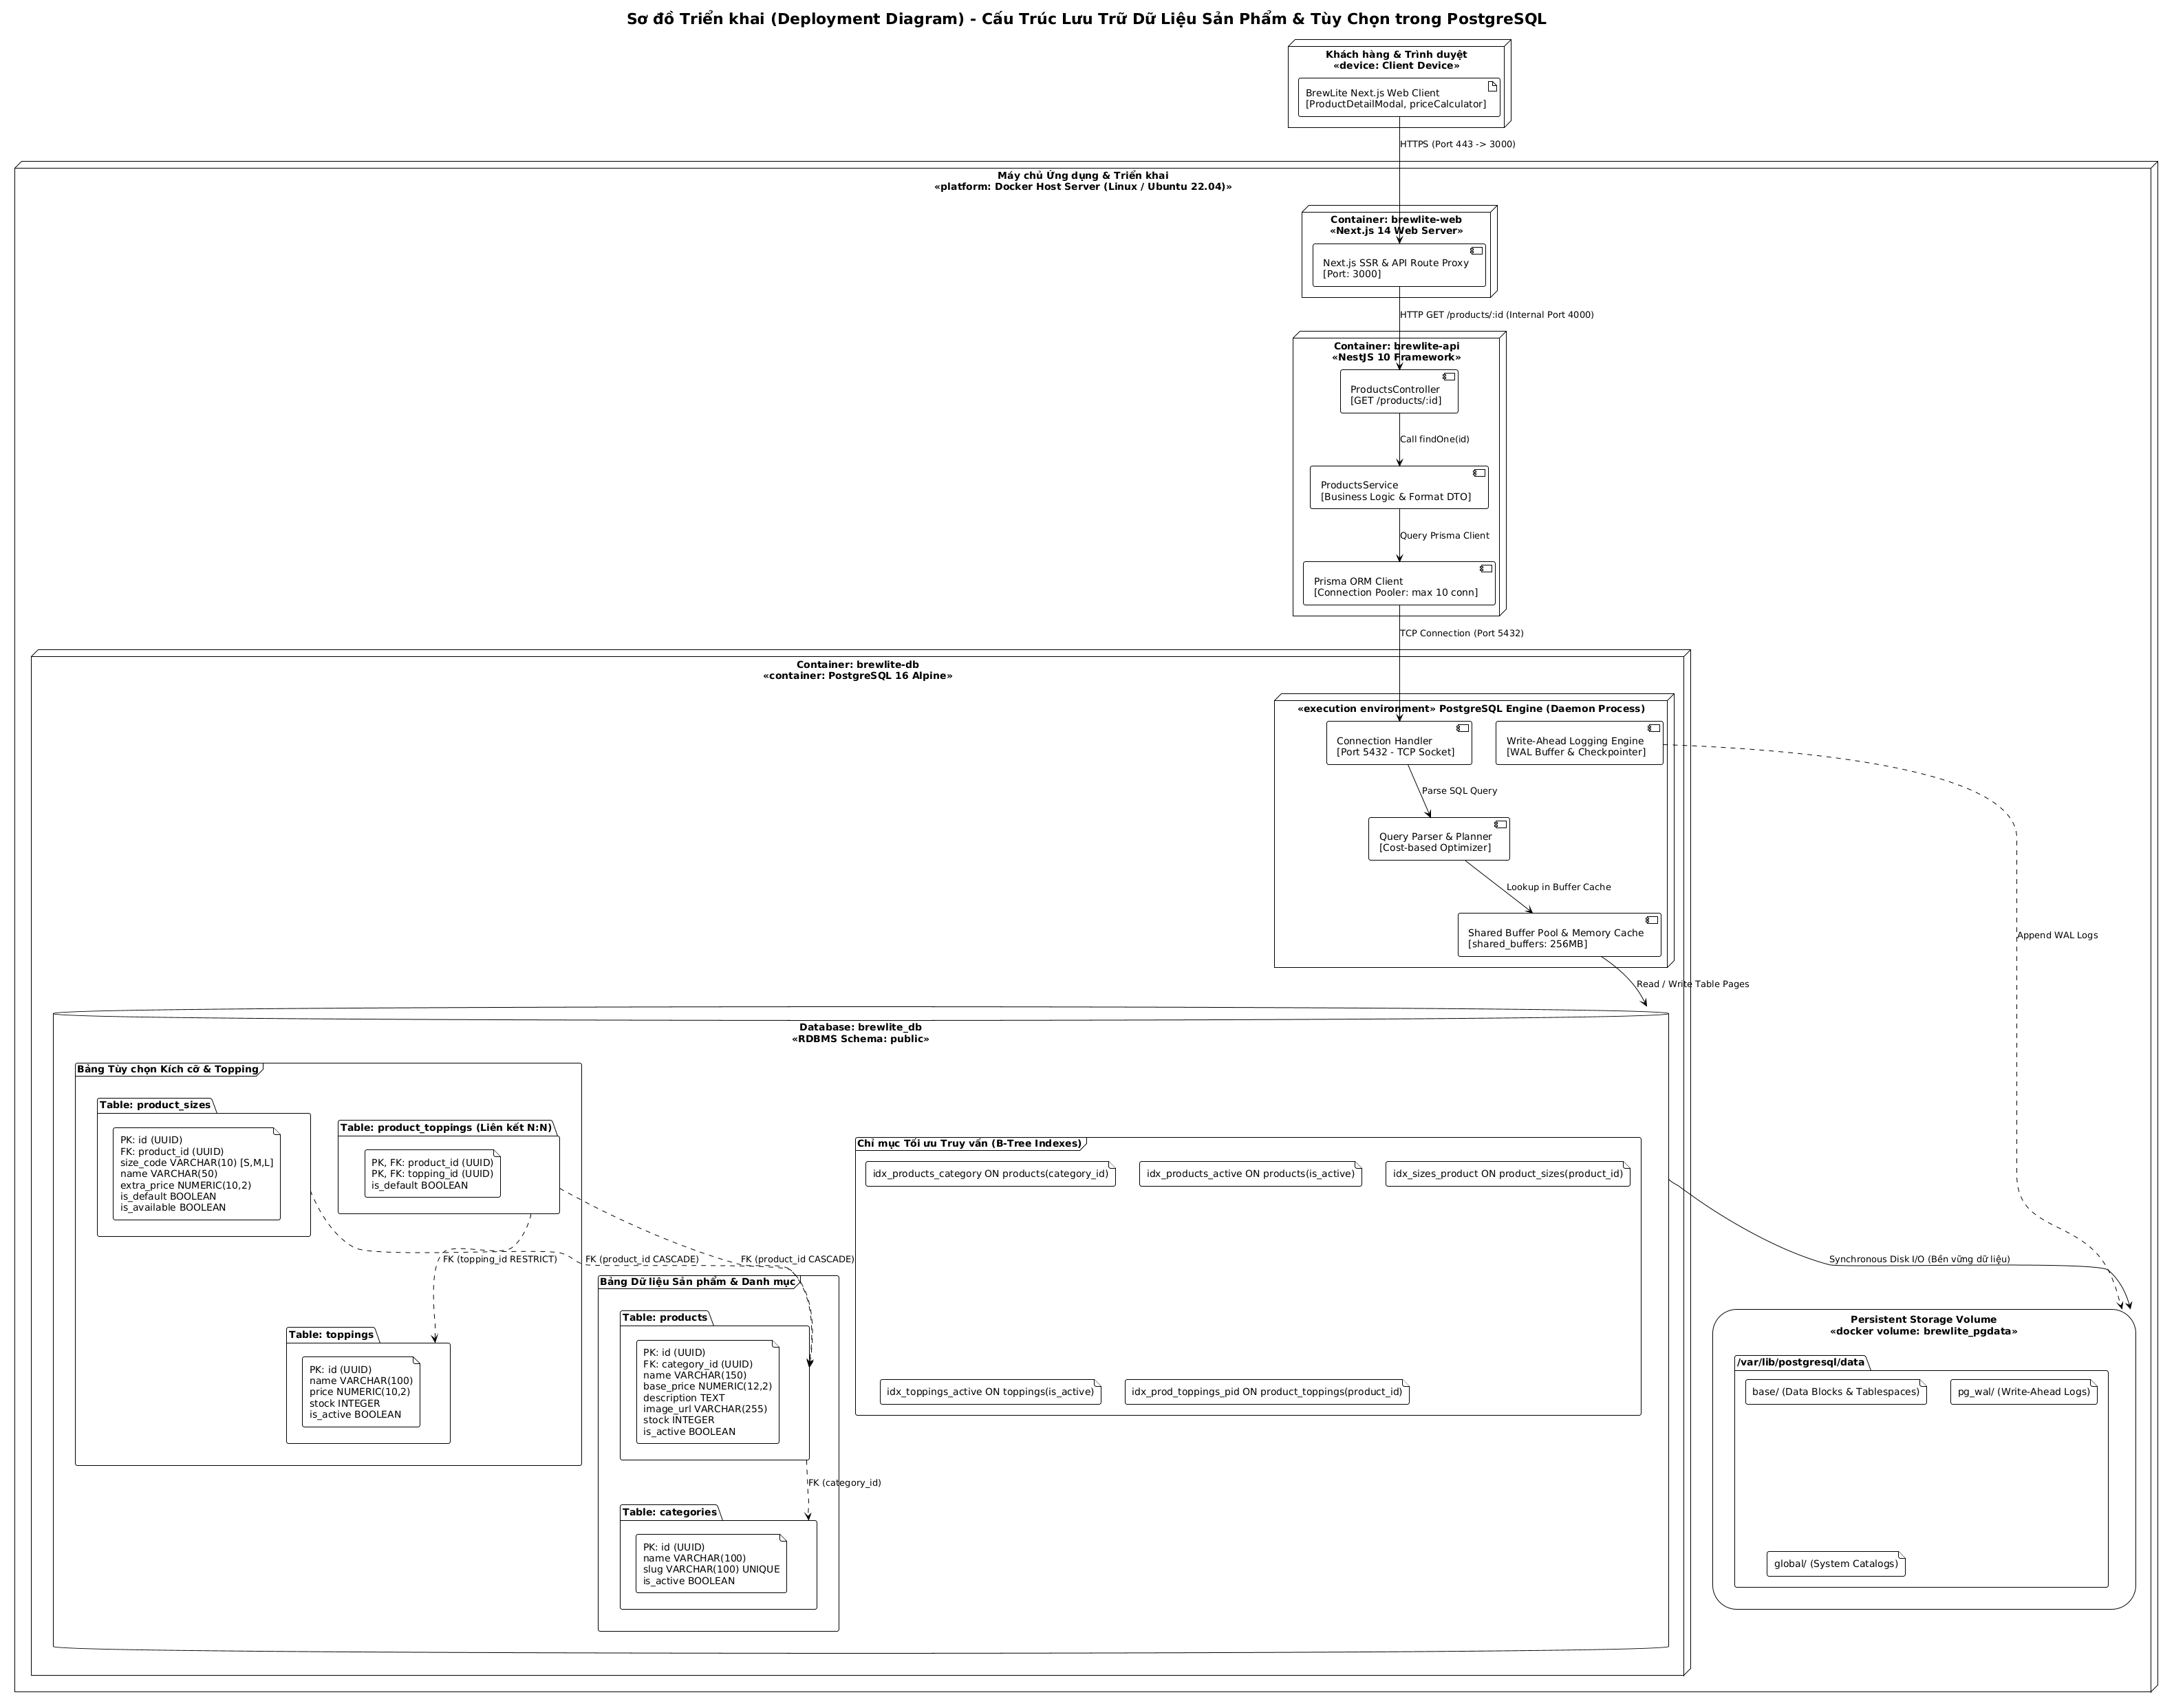 Sơ đồ Triển khai (Deployment Diagram) - Cấu Trúc Lưu Trữ Dữ Liệu Sản Phẩm & Tùy Chọn trong PostgreSQL
Khách hàng & Trình duyệt
«device: Client Device»
BrewLite Next.js Web Client
[ProductDetailModal, priceCalculator]
HTTPS (Port 443 -> 3000)
Máy chủ Ứng dụng & Triển khai
«platform: Docker Host Server (Linux / Ubuntu 22.04)»
Container: brewlite-web
«Next.js 14 Web Server»
Next.js SSR & API Route Proxy
[Port: 3000]
HTTP GET /products/:id (Internal Port 4000)
Container: brewlite-api
«NestJS 10 Framework»
ProductsController
[GET /products/:id]
Call findOne(id)
ProductsService
[Business Logic & Format DTO]
Query Prisma Client
Prisma ORM Client
[Connection Pooler: max 10 conn]
TCP Connection (Port 5432)
Container: brewlite-db
«container: PostgreSQL 16 Alpine»
«execution environment» PostgreSQL Engine (Daemon Process)
Connection Handler
[Port 5432 - TCP Socket]
Write-Ahead Logging Engine
[WAL Buffer & Checkpointer]
Parse SQL Query
Query Parser & Planner
[Cost-based Optimizer]
Lookup in Buffer Cache
Shared Buffer Pool & Memory Cache
[shared_buffers: 256MB]
Append WAL Logs
Read / Write Table Pages
Database: brewlite_db
«RDBMS Schema: public»
Bảng Tùy chọn Kích cỡ & Topping
Table: product_sizes
PK: id (UUID)
FK: product_id (UUID)
size_code VARCHAR(10) [S,M,L]
name VARCHAR(50)
extra_price NUMERIC(10,2)
is_default BOOLEAN
is_available BOOLEAN
Table: product_toppings (Liên kết N:N)
PK, FK: product_id (UUID)
PK, FK: topping_id (UUID)
is_default BOOLEAN
Chỉ mục Tối ưu Truy vấn (B-Tree Indexes)
idx_products_category ON products(category_id)
idx_products_active ON products(is_active)
idx_sizes_product ON product_sizes(product_id)
FK (topping_id RESTRICT)
FK (product_id CASCADE)
FK (product_id CASCADE)
Synchronous Disk I/O (Bền vững dữ liệu)
Bảng Dữ liệu Sản phẩm & Danh mục
Table: products
PK: id (UUID)
FK: category_id (UUID)
name VARCHAR(150)
base_price NUMERIC(12,2)
description TEXT
image_url VARCHAR(255)
stock INTEGER
is_active BOOLEAN
Table: toppings
PK: id (UUID)
name VARCHAR(100)
price NUMERIC(10,2)
stock INTEGER
is_active BOOLEAN
idx_toppings_active ON toppings(is_active)
idx_prod_toppings_pid ON product_toppings(product_id)
Persistent Storage Volume
«docker volume: brewlite_pgdata»
/var/lib/postgresql/data
base/ (Data Blocks & Tablespaces)
pg_wal/ (Write-Ahead Logs)
FK (category_id)
Table: categories
PK: id (UUID)
name VARCHAR(100)
slug VARCHAR(100) UNIQUE
is_active BOOLEAN
global/ (System Catalogs)